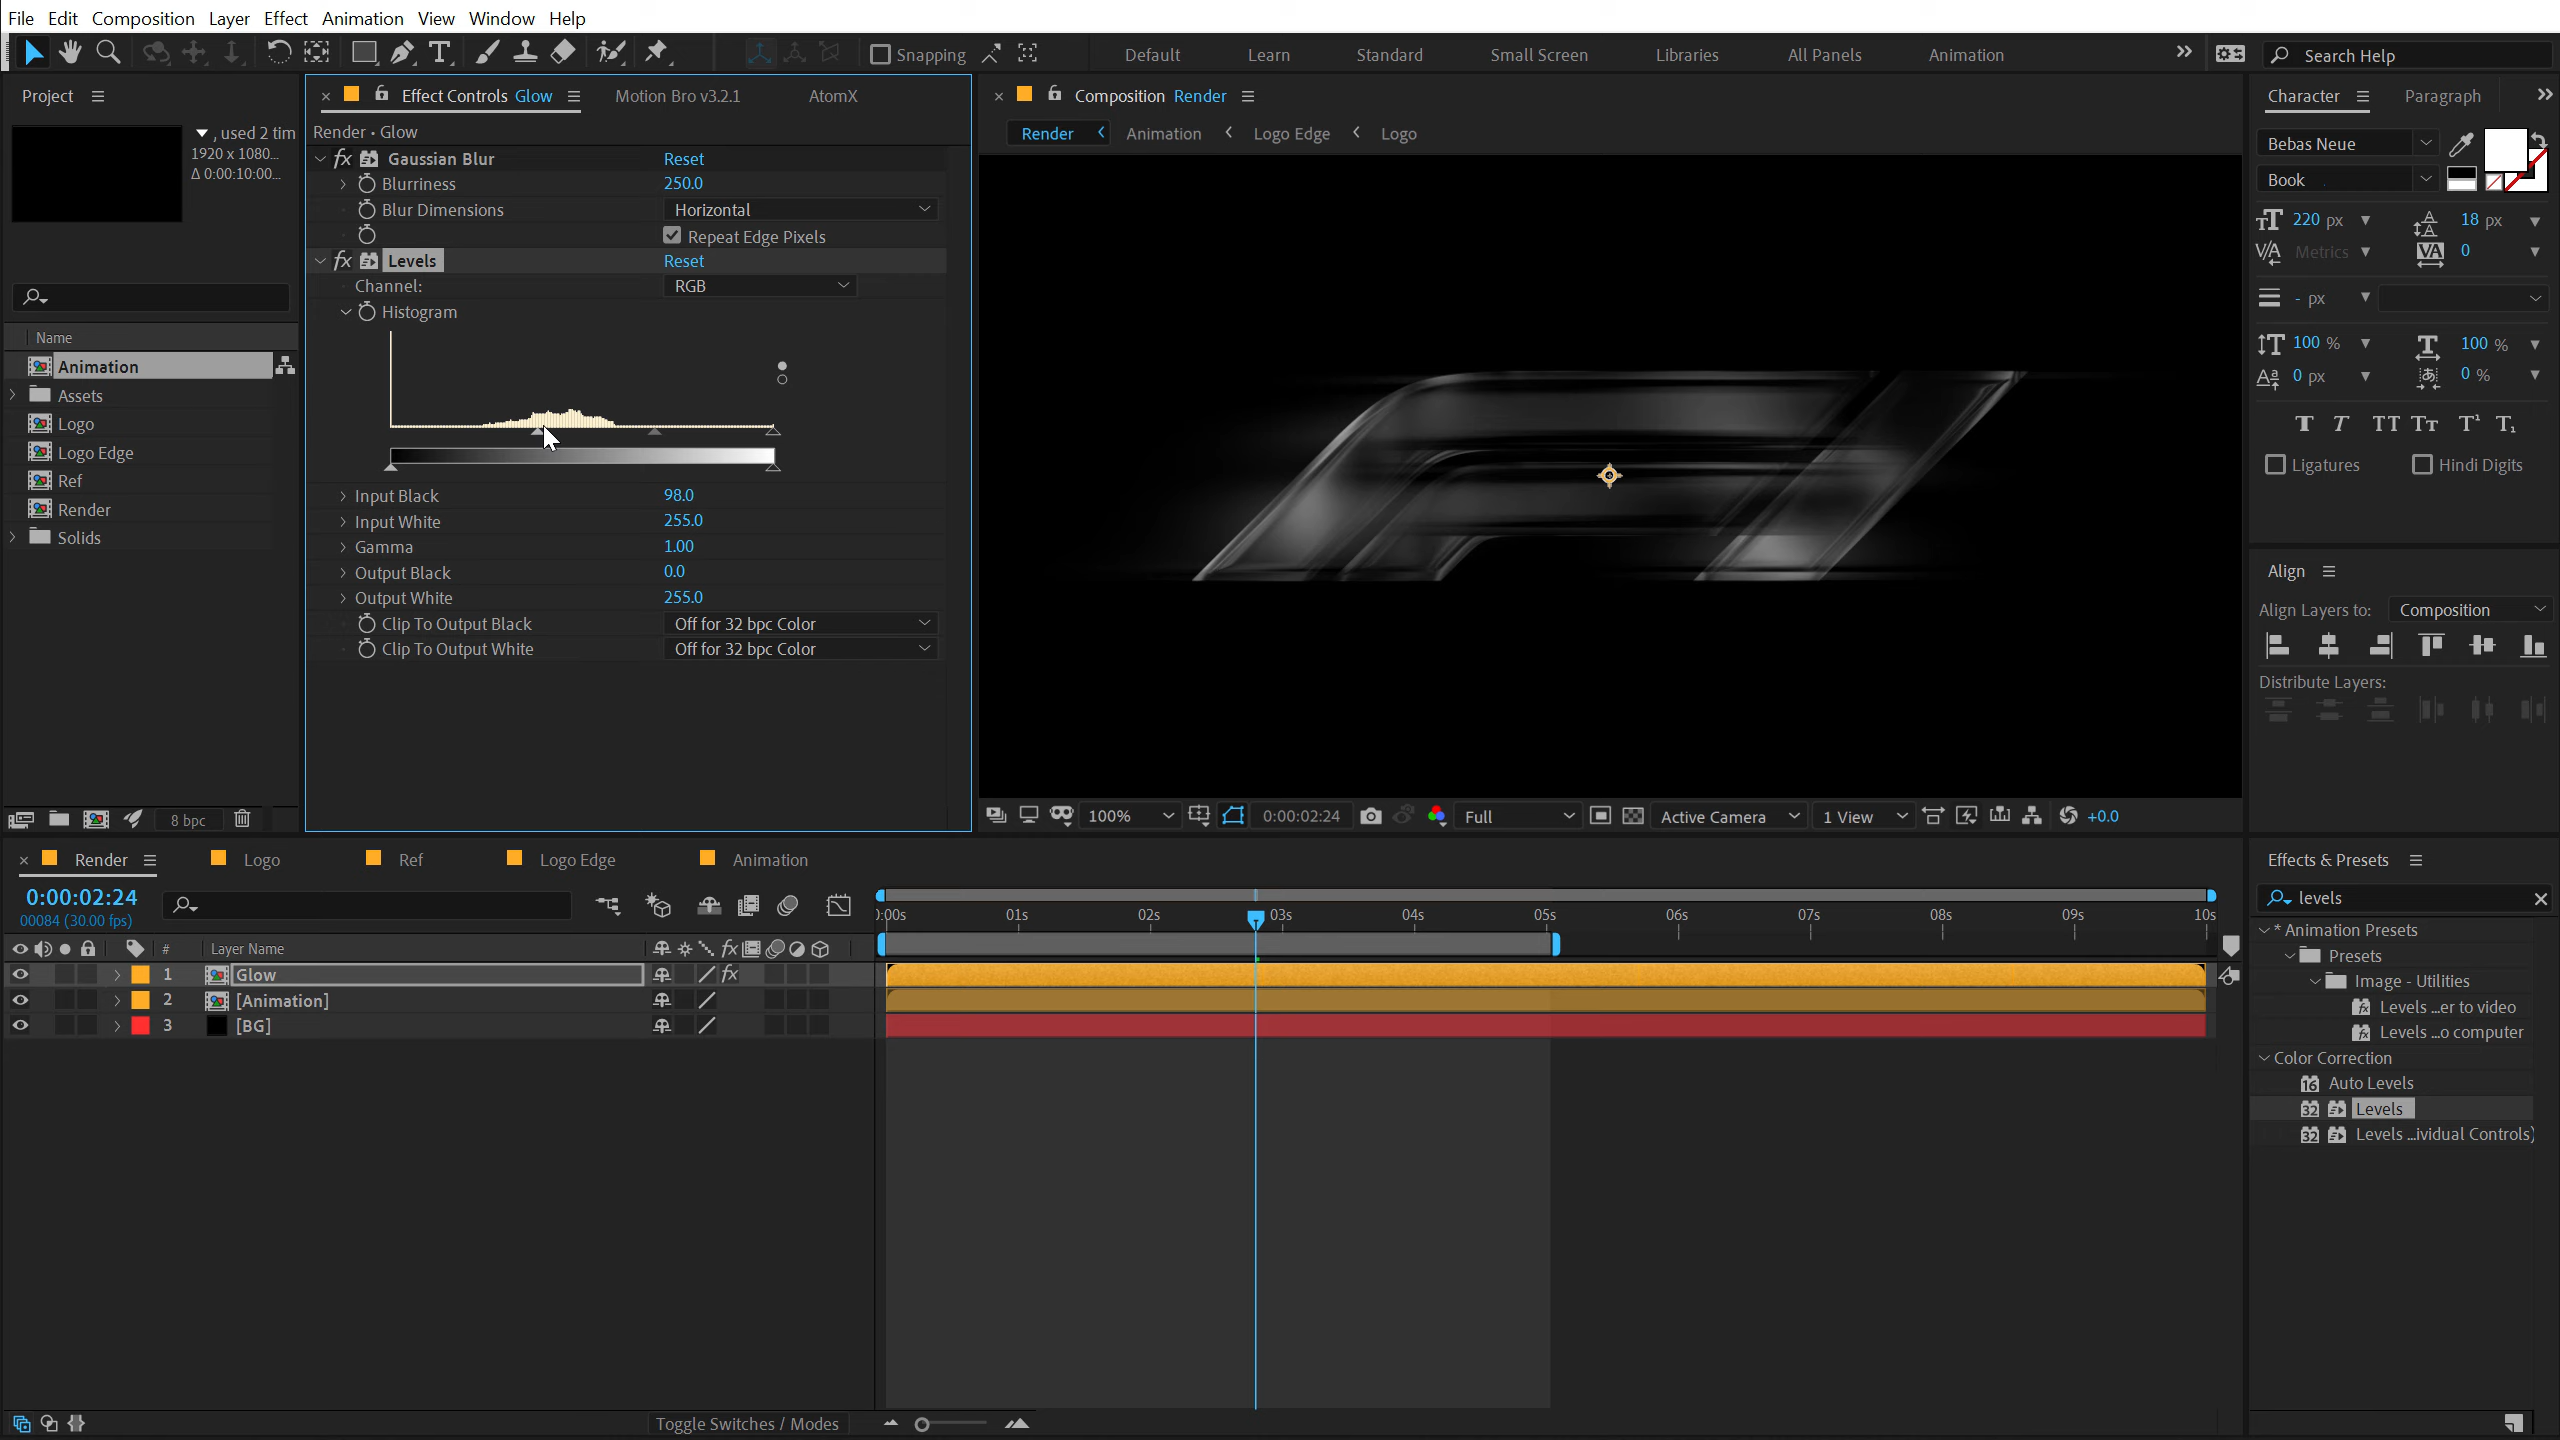 File Edit Composition Layer Effect Animation View Window Help
Snapping
Default Learn Standard Small Screen Libraries All Panels Animation
Search Help
Project
, used 2 tim
1920 x 1080...
Δ 0:00:10:00...
Name
Animation
Assets
Logo
Logo Edge
Ref
Render
Solids
8 bpc
Effect Controls Glow
Motion Bro v3.2.1
AtomX
Render • Glow
fx Gaussian Blur Reset
Blurriness 250.0
Blur Dimensions Horizontal
Repeat Edge Pixels
fx Levels Reset
Channel: RGB
Histogram
Input Black 98.0
Input White 255.0
Gamma 1.00
Output Black 0.0
Output White 255.0
Clip To Output Black Off for 32 bpc Color
Clip To Output White Off for 32 bpc Color
Composition Render
Render Animation Logo Edge Logo
100% 0:00:02:24 Full Active Camera 1 View +0.0
Character Paragraph
Bebas Neue
Book
220 px 18 px
Metrics 0
- px
100 % 100 %
0 px 0 %
Ligatures Hindi Digits
Align
Align Layers to: Composition
Distribute Layers:
Render Logo Ref Logo Edge Animation
0:00:02:24
00084 (30.00 fps)
# Layer Name
1 Glow
2 [Animation]
3 [BG]
):00s 01s 02s 03s 04s 05s 06s 07s 08s 09s 10s
Toggle Switches / Modes
Effects & Presets
levels
* Animation Presets
Presets
Image - Utilities
Levels ...er to video
Levels ...o computer
Color Correction
16 Auto Levels
32 Levels
32 Levels ...ividual Controls)